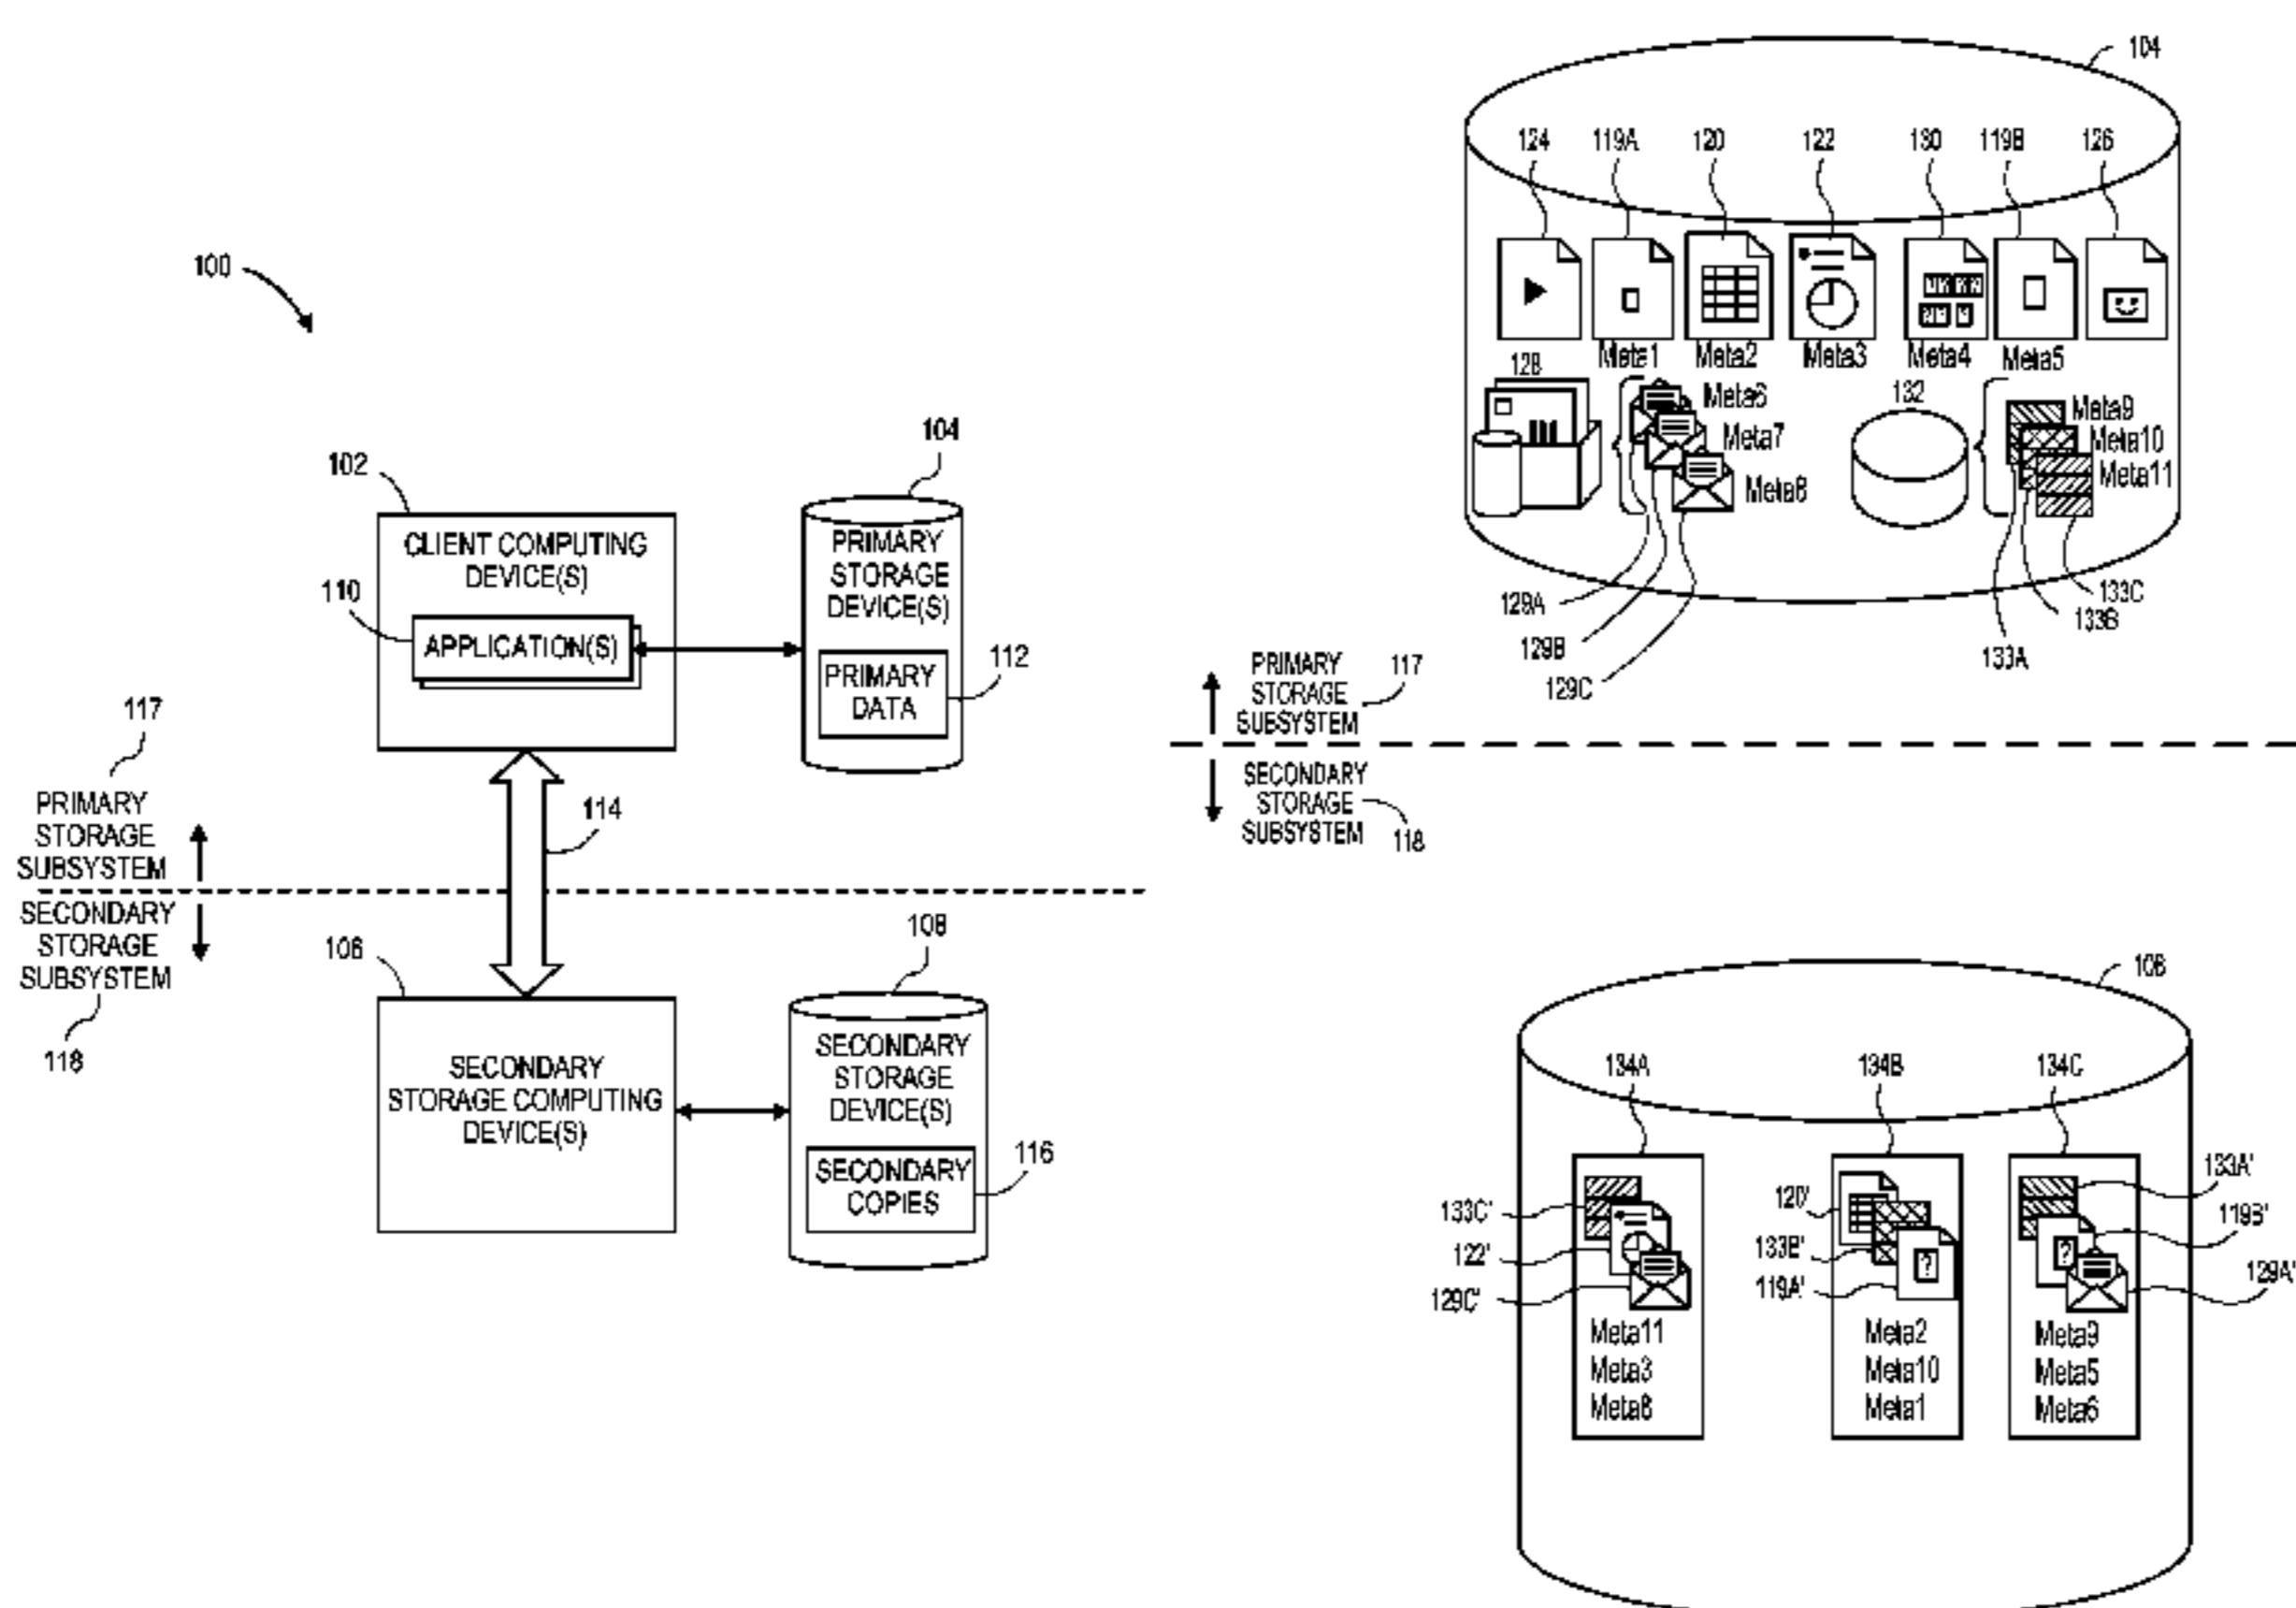 100
102
104
CLIENT COMPUTING
DEVICE(S)
110
APPLICATION(S)
PRIMARY
STORAGE
DEVICE(S)
PRIMARY
DATA
112
117
PRIMARY
STORAGE
SUBSYSTEM
114
SECONDARY
STORAGE
SUBSYSTEM
118
106
108
SECONDARY
STORAGE COMPUTING
DEVICE(S)
SECONDARY
STORAGE
DEVICE(S)
SECONDARY
COPIES
116
104
124 119A 120 122 130 119B 126
Meta1 Meta2 Meta3 Meta4 Meta5
128
Meta6
Meta7
Meta8
132
Meta9
Meta10
Meta11
129A
129B
129C
133C
133B
133A
PRIMARY
STORAGE
SUBSYSTEM
117
SECONDARY
STORAGE
SUBSYSTEM
118
108
134A 134B 134C
133C'
122'
129C'
Meta11
Meta3
Meta8
120'
133B'
119A'
?
Meta2
Meta10
Meta1
133A'
119B'
129A'
?
Meta9
Meta5
Meta6